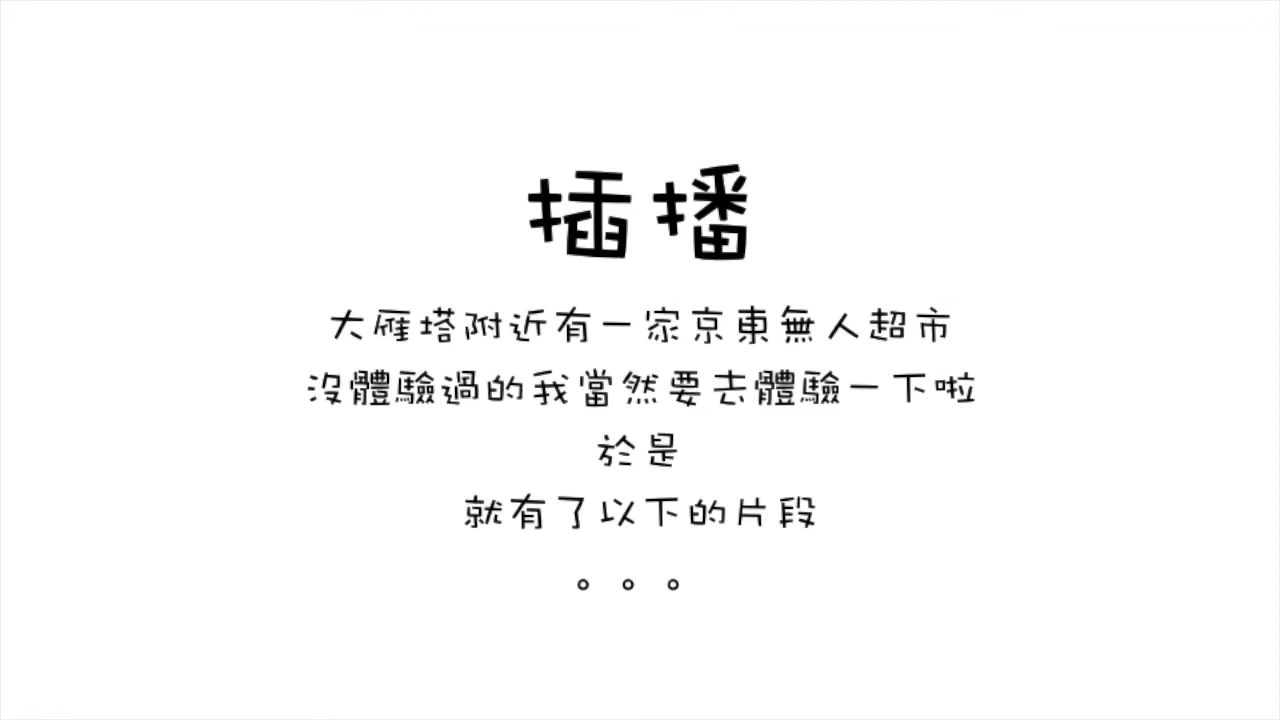 插播
大雁塔附近有一家京東無人超市
沒體驗過的我當然要去體驗一下啦
於是
就有了以下的片段
。。。